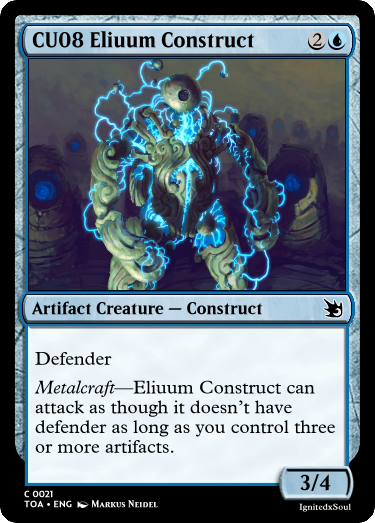 CU08 Eliuum Construct 2
Artifact Creature — Construct
Defender
Metalcraft—Eliuum Construct can
attack as though it doesn't have
defender as long as you control three
or more artifacts.
3/4
C 0021
TOA • ENG Markus Neidel
IgnitedxSoul